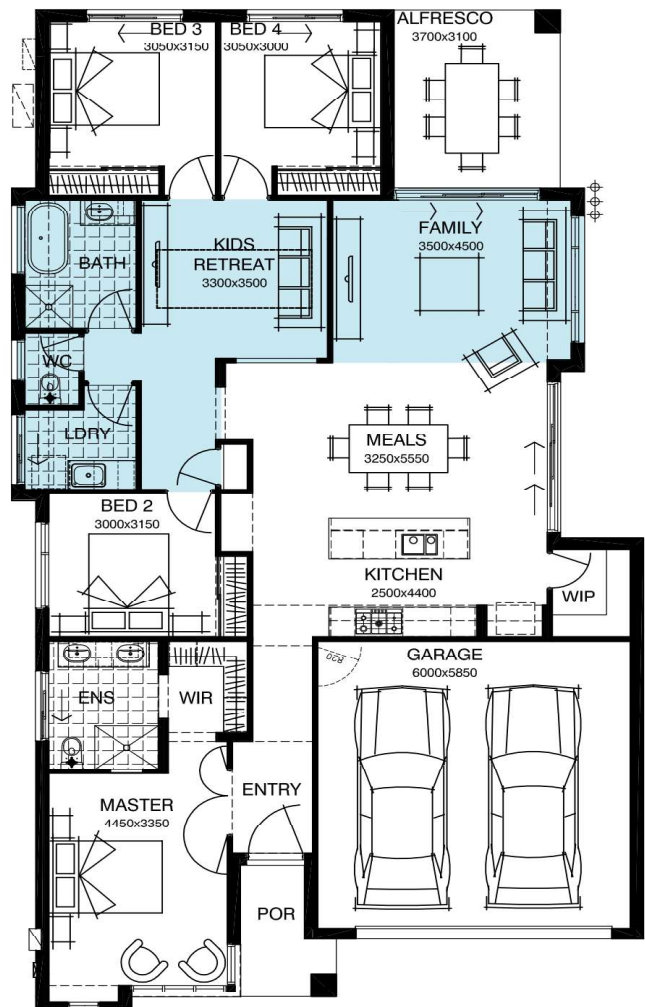 BED 3
3050x3150
BED 4
3050x3000
ALFRESCO
3700x3100
BATH
KIDS
RETREAT
3300x3500
FAMILY
3500x4500
WC
LDRY
MEALS
3250x5550
BED 2
3000x3150
KITCHEN
2500x4400
WIP
GARAGE
6000x5850
R20
ENS
WIR
MASTER
4450x3350
ENTRY
POR